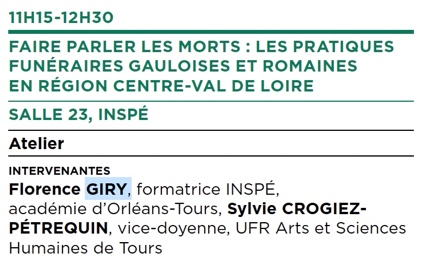 11H15-12H30
FAIRE PARLER LES MORTS : LES PRATIQUES
FUNÉRAIRES GAULOISES ET ROMAINES
EN RÉGION CENTRE-VAL DE LOIRE
SALLE 23, INSPÉ
Atelier
INTERVENANTES
Florence GIRY, formatrice INSPÉ,
académie d’Orléans-Tours, Sylvie CROGIEZ-
PÉTREQUIN, vice-doyenne, UFR Arts et Sciences
Humaines de Tours